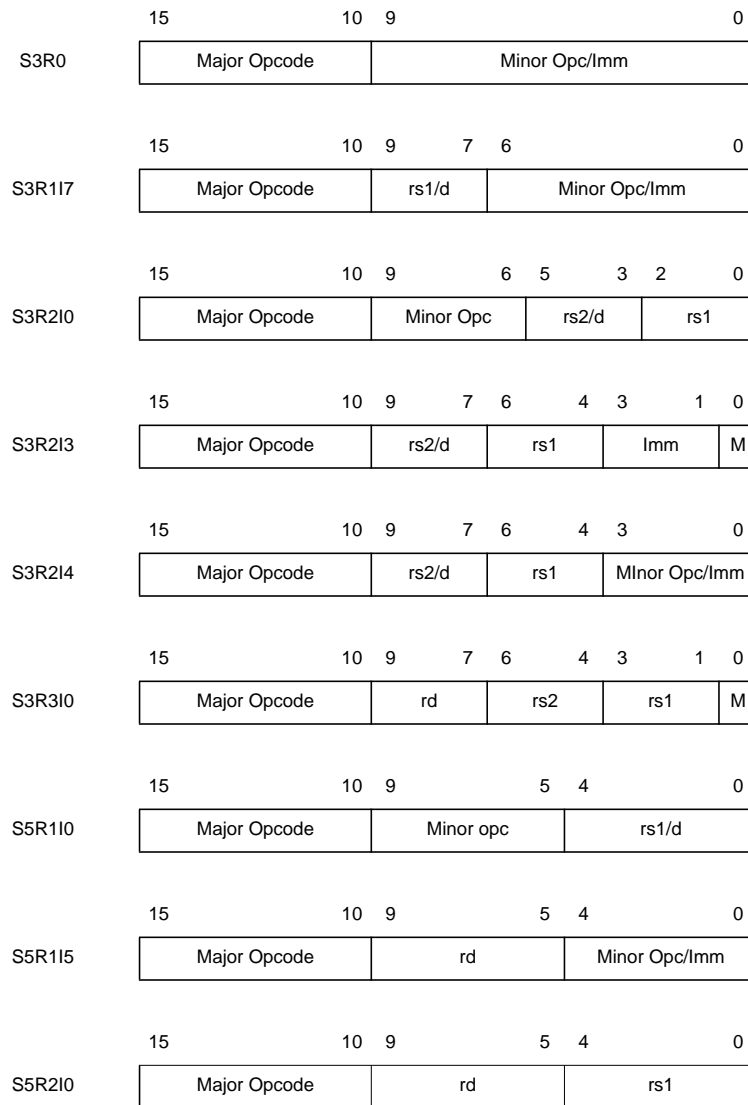 15 10 9 0
S3R0 Major Opcode Minor Opc/Imm
15 10 9 7 6 0
S3R1I7 Major Opcode rs1/d Minor Opc/Imm
15 10 9 6 5 3 2 0
S3R2I0 Major Opcode Minor Opc rs2/d rs1
15 10 9 7 6 4 3 1 0
S3R2I3 Major Opcode rs2/d rs1 Imm M
15 10 9 7 6 4 3 0
S3R2I4 Major Opcode rs2/d rs1 MInor Opc/Imm
15 10 9 7 6 4 3 1 0
S3R3I0 Major Opcode rd rs2 rs1 M
15 10 9 5 4 0
S5R1I0 Major Opcode Minor opc rs1/d
15 10 9 5 4 0
S5R1I5 Major Opcode rd Minor Opc/Imm
15 10 9 5 4 0
S5R2I0 Major Opcode rd rs1